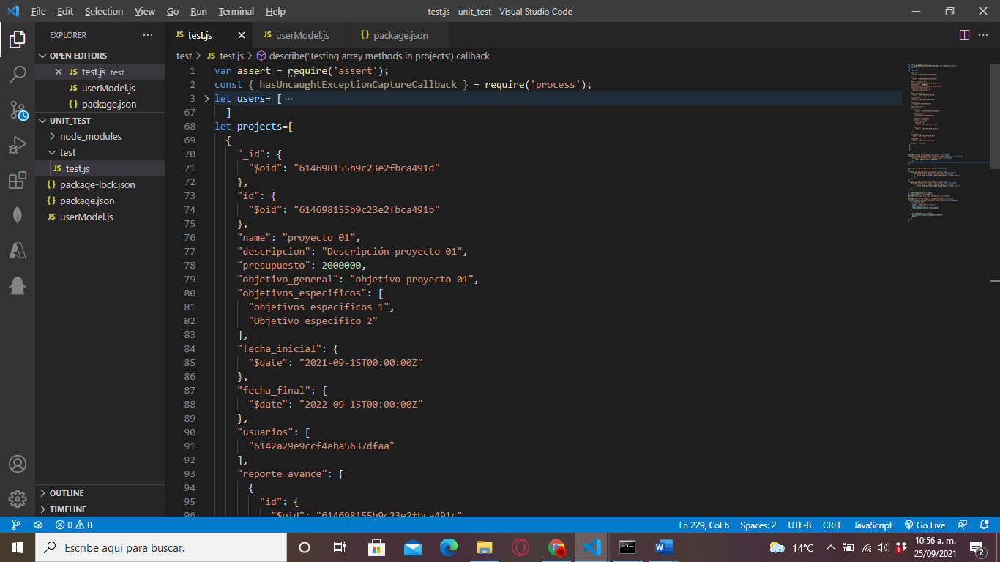 File Edit Selection View Go Run Terminal Help
test.js - unit_test - Visual Studio Code
EXPLORER
OPEN EDITORS
JS test.js test
JS userModel.js
{} package.json
UNIT_TEST
node_modules
test
JS test.js
{} package-lock.json
{} package.json
JS userModel.js
OUTLINE
TIMELINE
JS test.js JS userModel.js {} package.json
test > JS test.js > describe('Testing array methods in projects') callback
1 var assert = require('assert');
2 const { hasUncaughtExceptionCaptureCallback } = require('process');
3 let users= [ ...
67 ]
68 let projects=[
69 {
70 "_id": {
71 "$oid": "614698155b9c23e2fbca491d"
72 },
73 "id": {
74 "$oid": "614698155b9c23e2fbca491b"
75 },
76 "name": "proyecto 01",
77 "descripcion": "Descripción proyecto 01",
78 "presupuesto": 2000000,
79 "objetivo_general": "objetivo proyecto 01",
80 "objetivos_especificos": [
81 "objetivos especificos 1",
82 "Objetivo especifico 2"
83 ],
84 "fecha_inicial": {
85 "$date": "2021-09-15T00:00:00Z"
86 },
87 "fecha_final": {
88 "$date": "2022-09-15T00:00:00Z"
89 },
90 "usuarios": [
91 "6142a29e9ccf4eba5637dfaa"
92 ],
93 "reporte_avance": [
94 {
95 "id": {
96 "$oid": "614698155b9c23e2fbca491c"
0 0
Ln 229, Col 6 Spaces: 2 UTF-8 CRLF JavaScript Go Live
Escribe aquí para buscar.
14°C
10:56 a. m.
25/09/2021
2